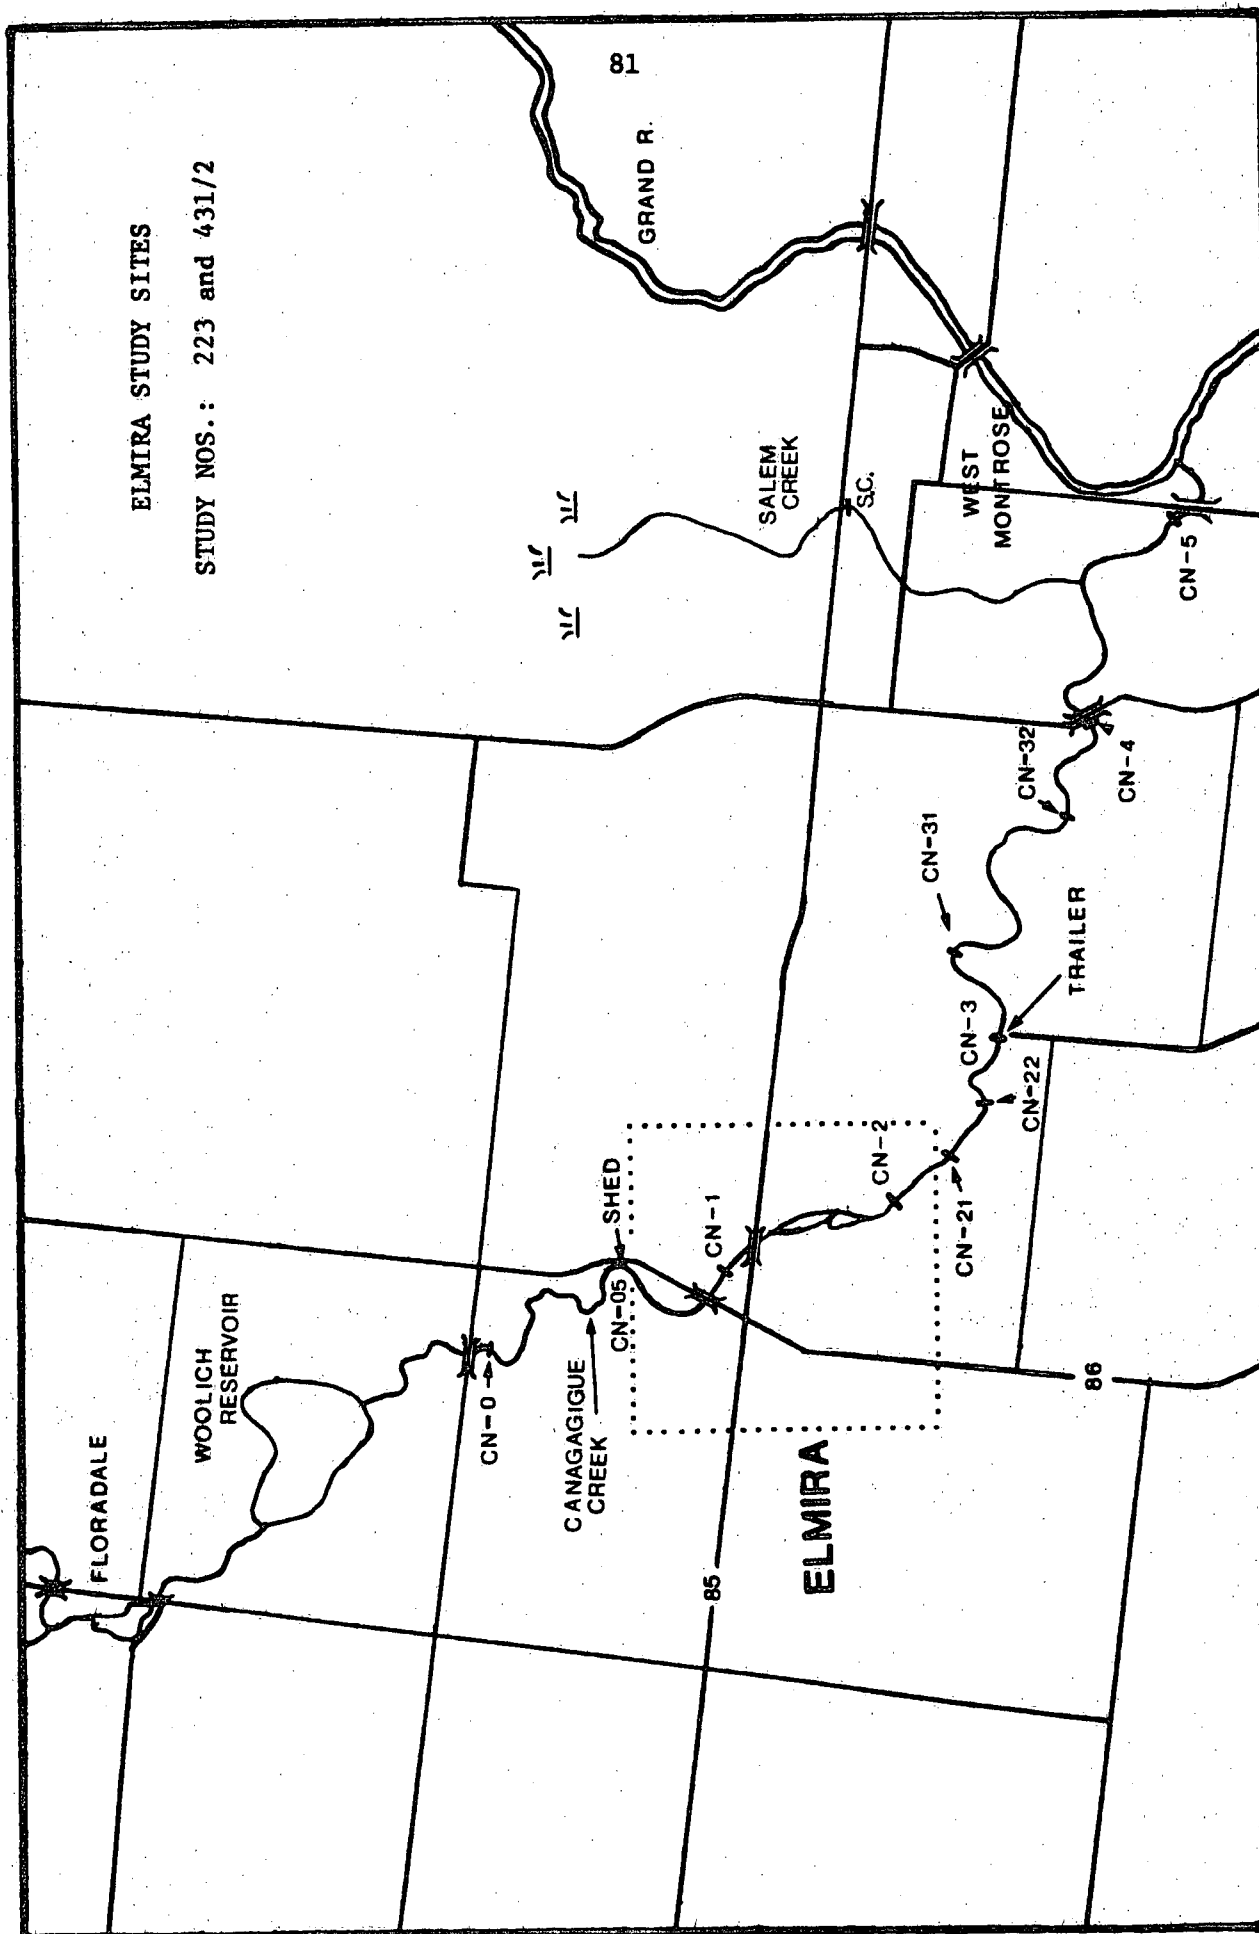 81
ELMIRA STUDY SITES
STUDY NOS.: 223 and 431/2
GRAND R.
SALEM
CREEK
S.C.
WEST
MONTROSE
CN-5
CN-4
CN-32
CN-31
TRAILER
CN-3
CN-22
CN-21
CN-2
CN-1
SHED
CN-05
CANAGAGIGUE
CREEK
CN-0
WOOLICH
RESERVOIR
FLORADALE
ELMIRA
85
86